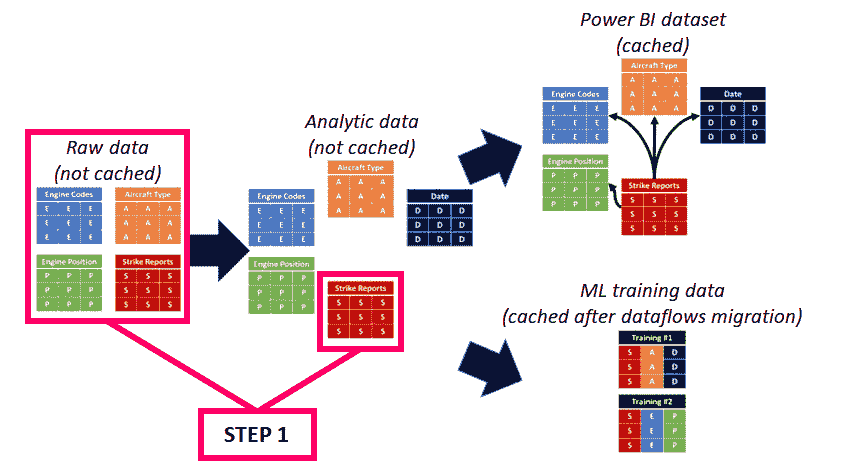 Raw data
(not cached)
Engine Codes
E E E
E E E
E E E
Aircraft Type
A A A
A A A
A A A
Engine Position
P P P
P P P
P P P
Strike Reports
S S S
S S S
S S S
Analytic data
(not cached)
Aircraft Type
A A A
A A A
A A A
Engine Codes
E E E
E E E
E E E
Date
D D D
D D D
D D D
Engine Position
P P P
P P P
P P P
Strike Reports
S S S
S S S
S S S
STEP 1
Power BI dataset
(cached)
Aircraft Type
A A A
A A A
A A A
Engine Codes
E E E
E E E
E E E
Date
D D D
D D D
D D D
Engine Position
P P P
P P P
P P P
Strike Reports
S S S
S S S
S S S
ML training data
(cached after dataflows migration)
Training #1
S A D
S A D
S A D
Training #2
S E P
S E P
S E P